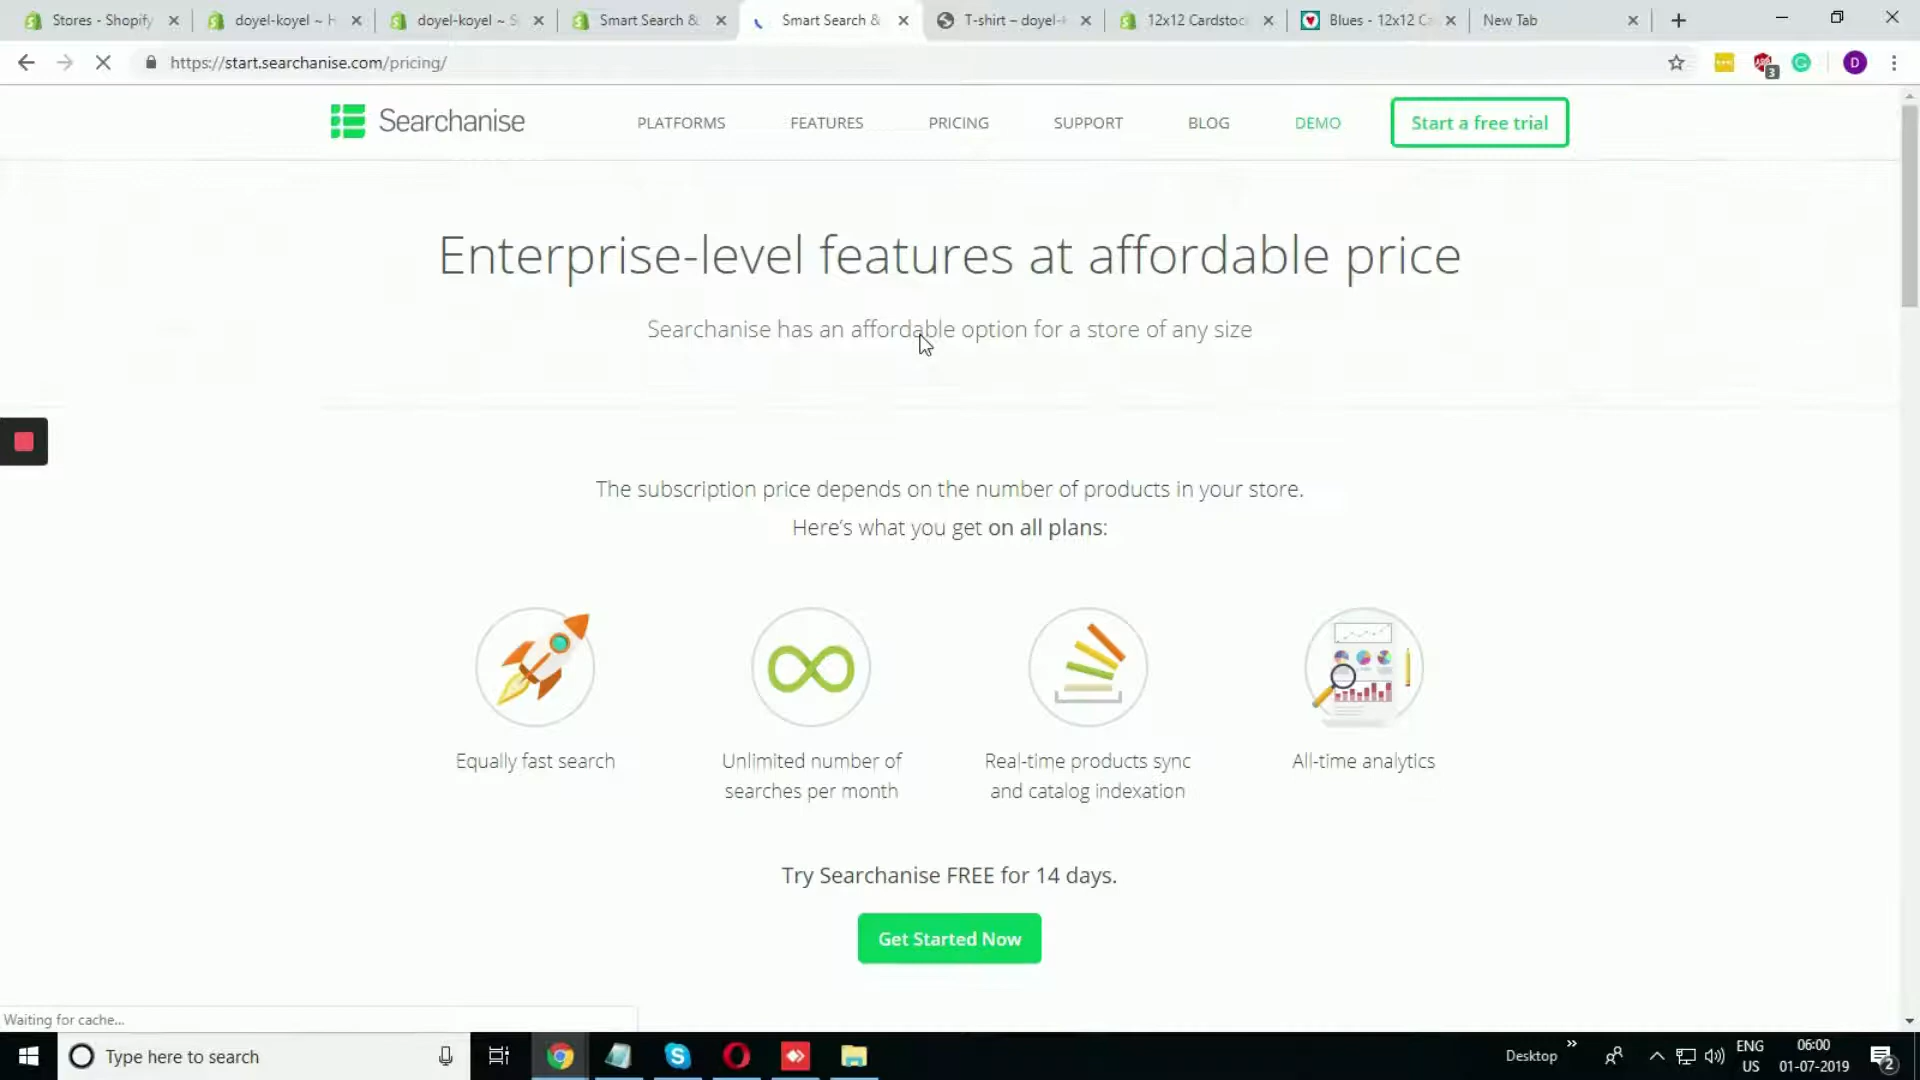 Stores - Shopify
doyel-koyel ~ H
doyel-koyel ~ S
Smart Search &
Smart Search &
T-shirt – doyel-k
12x12 Cardstoc
Blues - 12x12 Ca
New Tab
https://start.searchanise.com/pricing/
3
D
Searchanise
PLATFORMS
FEATURES
PRICING
SUPPORT
BLOG
DEMO
Start a free trial
Enterprise-level features at affordable price
Searchanise has an affordable option for a store of any size
The subscription price depends on the number of products in your store.
Here's what you get on all plans:
Equally fast search
Unlimited number of
searches per month
Real-time products sync
and catalog indexation
All-time analytics
Try Searchanise FREE for 14 days.
Get Started Now
Waiting for cache...
Type here to search
Desktop
ENG
US
06:00
01-07-2019
2